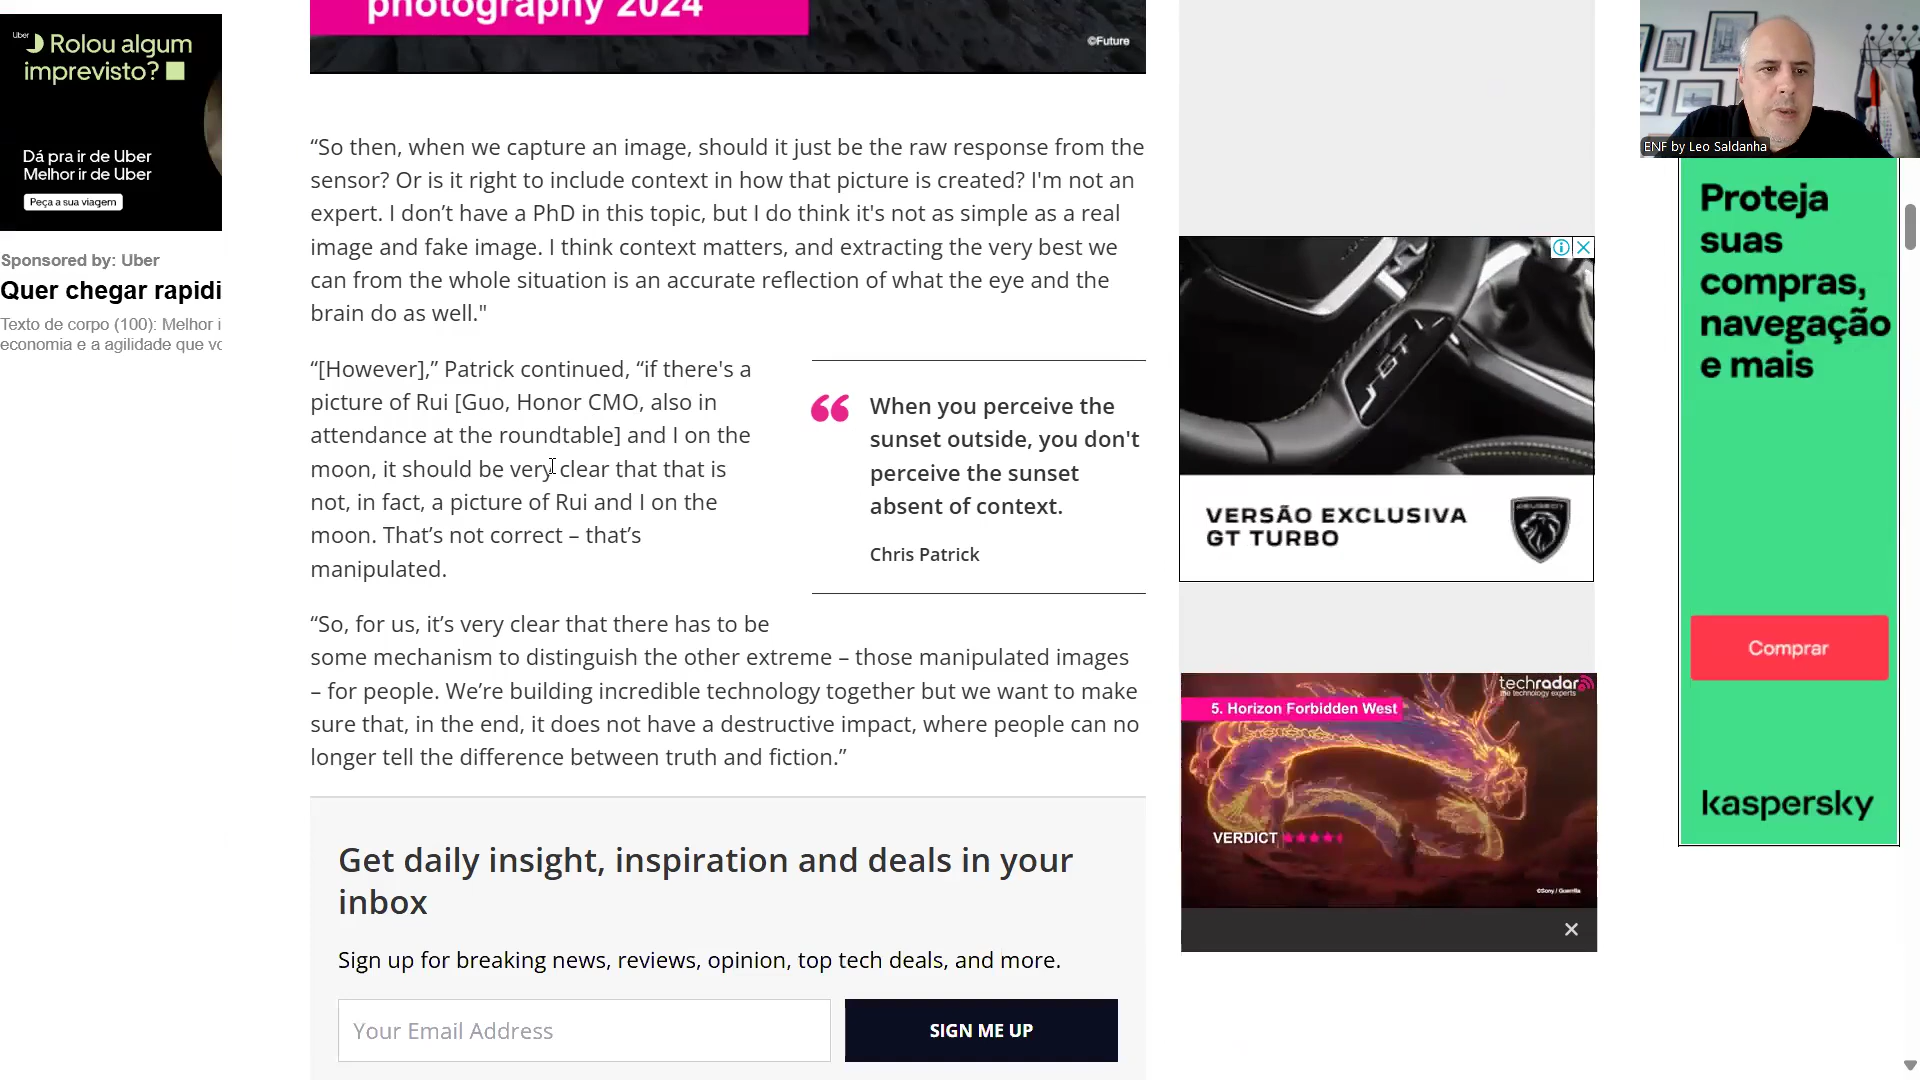 photography 2024
©Future
Uber
Rolou algum
imprevisto?
Dá pra ir de Uber
Melhor ir de Uber
Peça a sua viagem
Sponsored by: Uber
Quer chegar rapidi
Texto de corpo (100): Melhor i
economia e a agilidade que vc
“So then, when we capture an image, should it just be the raw response from the
sensor? Or is it right to include context in how that picture is created? I'm not an
expert. I don’t have a PhD in this topic, but I do think it's not as simple as a real
image and fake image. I think context matters, and extracting the very best we
can from the whole situation is an accurate reflection of what the eye and the
brain do as well."
“[However],” Patrick continued, “if there's a
picture of Rui [Guo, Honor CMO, also in
attendance at the roundtable] and I on the
moon, it should be very clear that that is
not, in fact, a picture of Rui and I on the
moon. That’s not correct – that’s
manipulated.
When you perceive the
sunset outside, you don't
perceive the sunset
absent of context.
Chris Patrick
“So, for us, it’s very clear that there has to be
some mechanism to distinguish the other extreme – those manipulated images
– for people. We’re building incredible technology together but we want to make
sure that, in the end, it does not have a destructive impact, where people can no
longer tell the difference between truth and fiction.”
Get daily insight, inspiration and deals in your
inbox
Sign up for breaking news, reviews, opinion, top tech deals, and more.
Your Email Address
SIGN ME UP
VERSÃO EXCLUSIVA
GT TURBO
PEUGEOT
techradar
the technology experts
5. Horizon Forbidden West
VERDICT
©Sony / Guerrilla
ENF by Leo Saldanha
Proteja
suas
compras,
navegação
e mais
Comprar
kaspersky